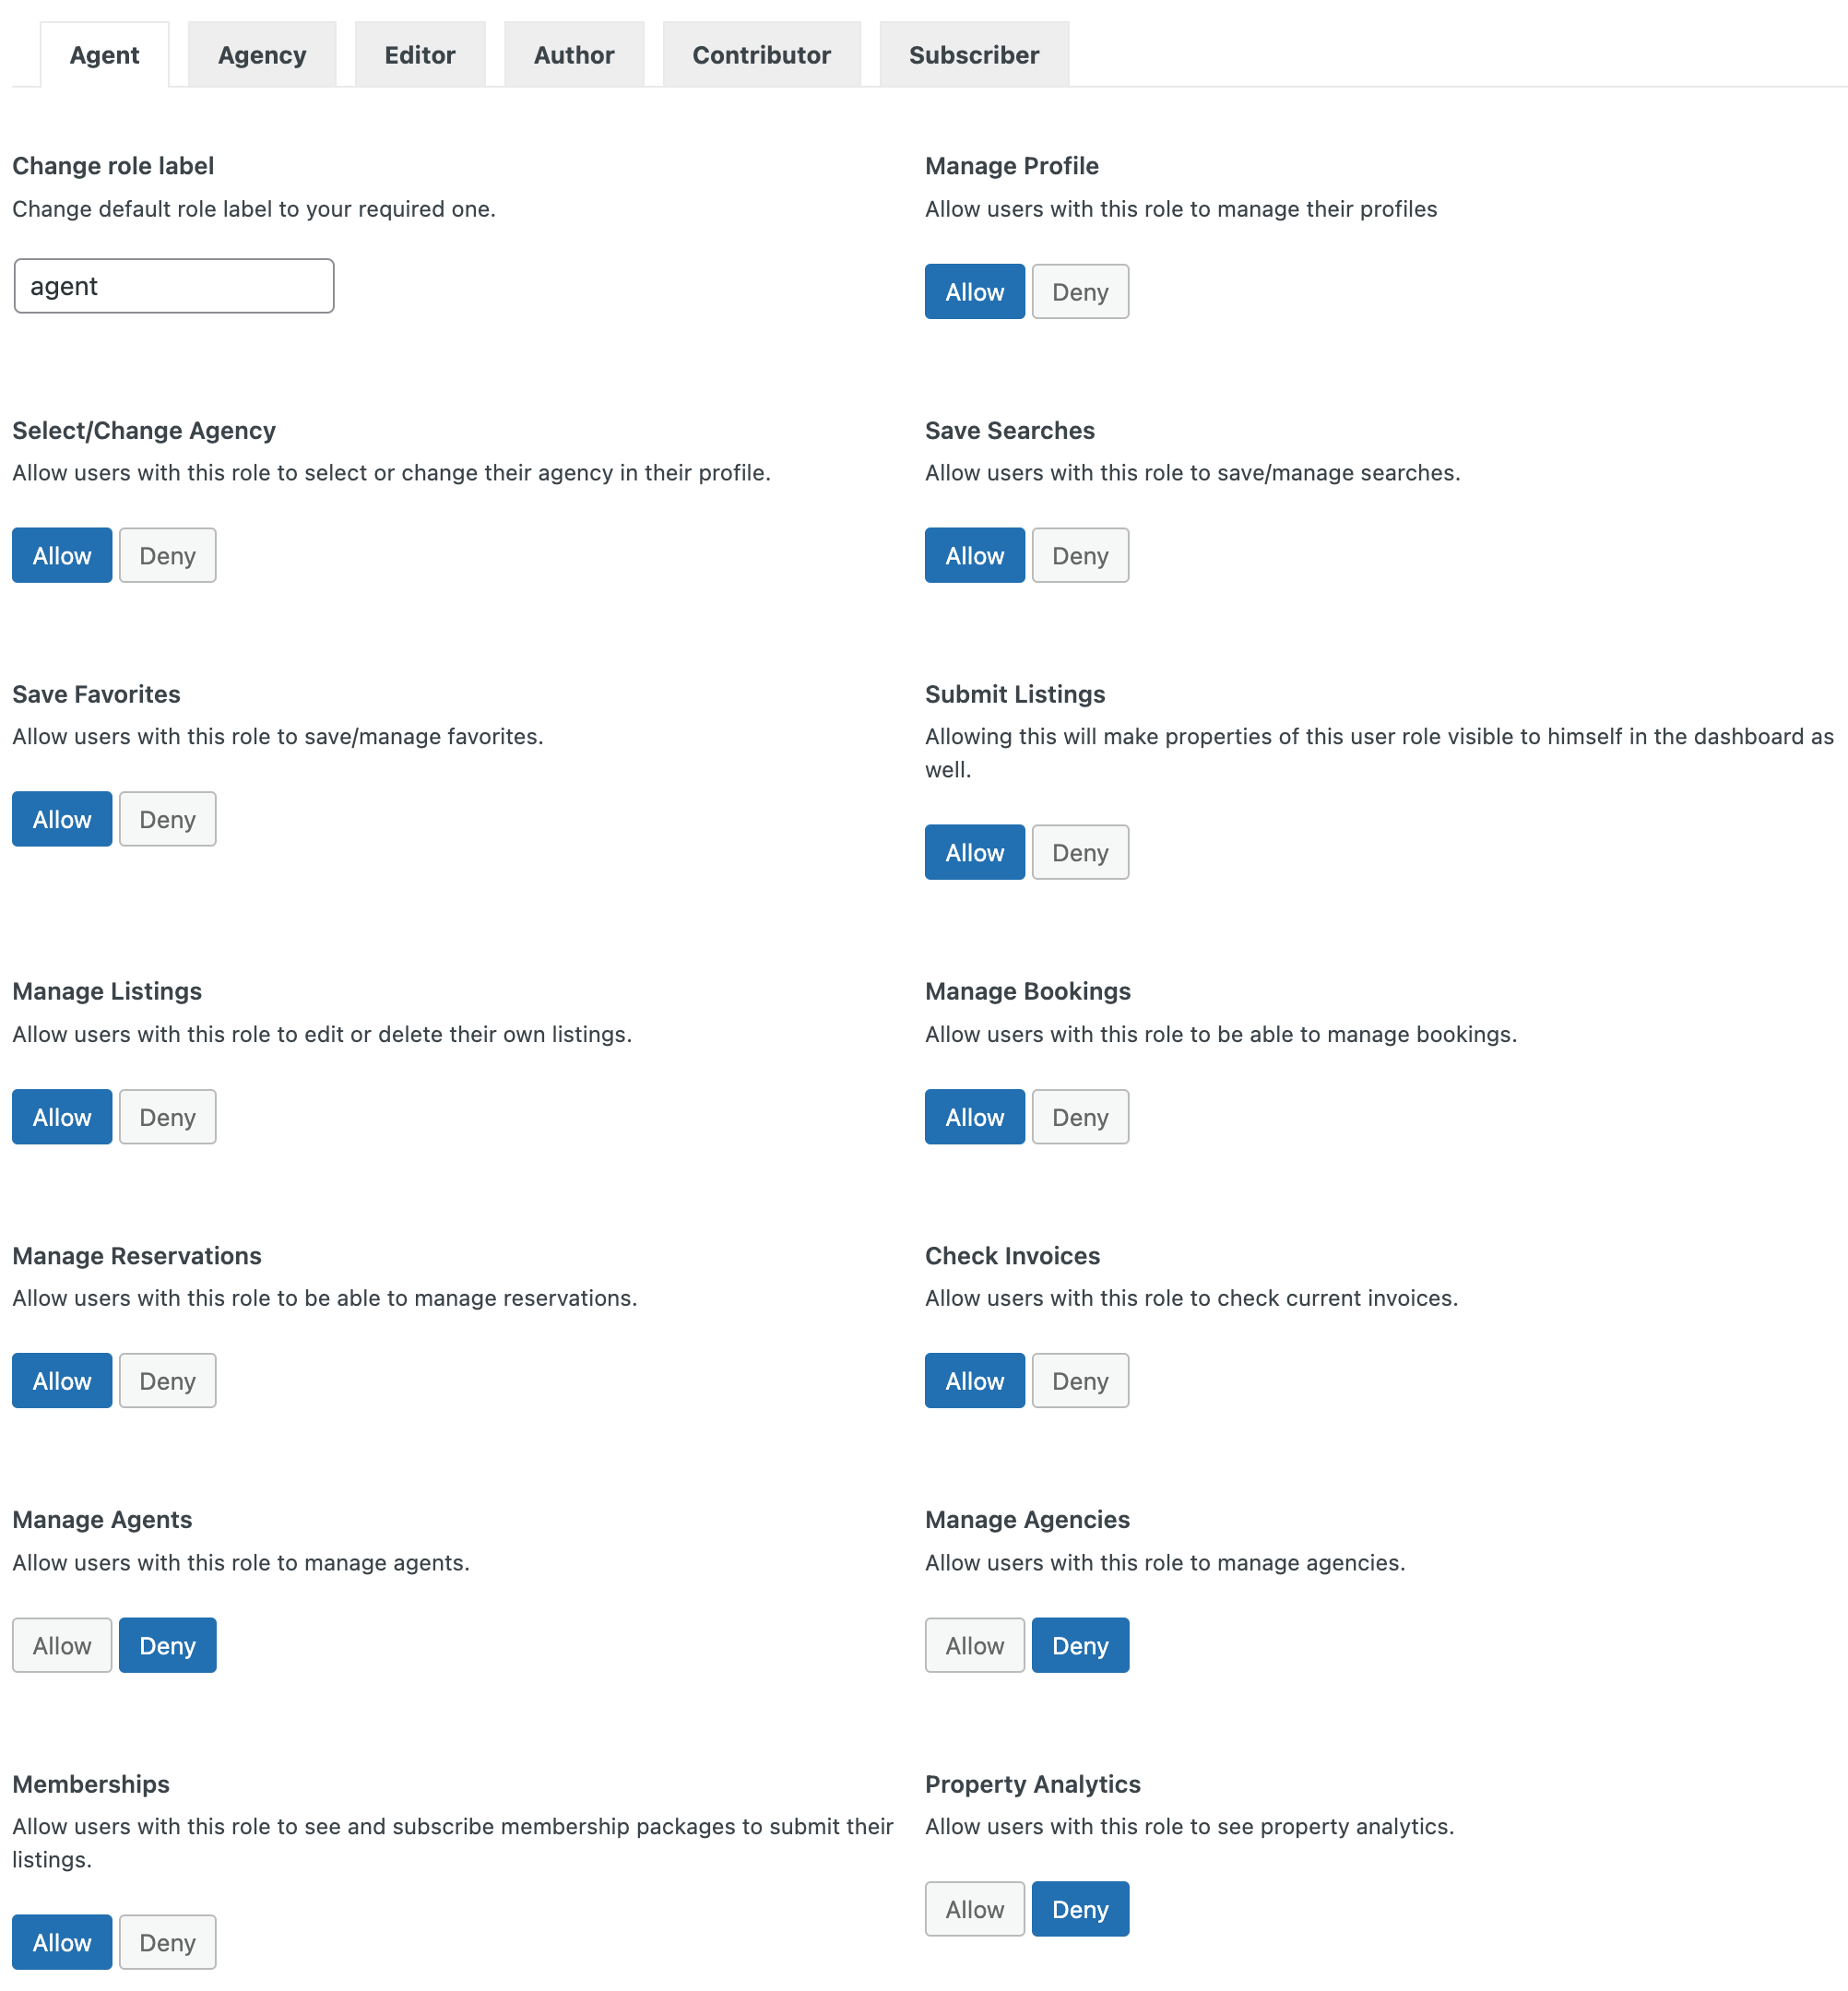 Agent
Agency
Editor
Author
Contributor
Subscriber
Change role label
Change default role label to your required one.
agent
Manage Profile
Allow users with this role to manage their profiles
Allow
Deny
Select/Change Agency
Allow users with this role to select or change their agency in their profile.
Allow
Deny
Save Searches
Allow users with this role to save/manage searches.
Allow
Deny
Save Favorites
Allow users with this role to save/manage favorites.
Allow
Deny
Submit Listings
Allowing this will make properties of this user role visible to himself in the dashboard as
well.
Allow
Deny
Manage Listings
Allow users with this role to edit or delete their own listings.
Allow
Deny
Manage Bookings
Allow users with this role to be able to manage bookings.
Allow
Deny
Manage Reservations
Allow users with this role to be able to manage reservations.
Allow
Deny
Check Invoices
Allow users with this role to check current invoices.
Allow
Deny
Manage Agents
Allow users with this role to manage agents.
Allow
Deny
Manage Agencies
Allow users with this role to manage agencies.
Allow
Deny
Memberships
Allow users with this role to see and subscribe membership packages to submit their
listings.
Allow
Deny
Property Analytics
Allow users with this role to see property analytics.
Allow
Deny